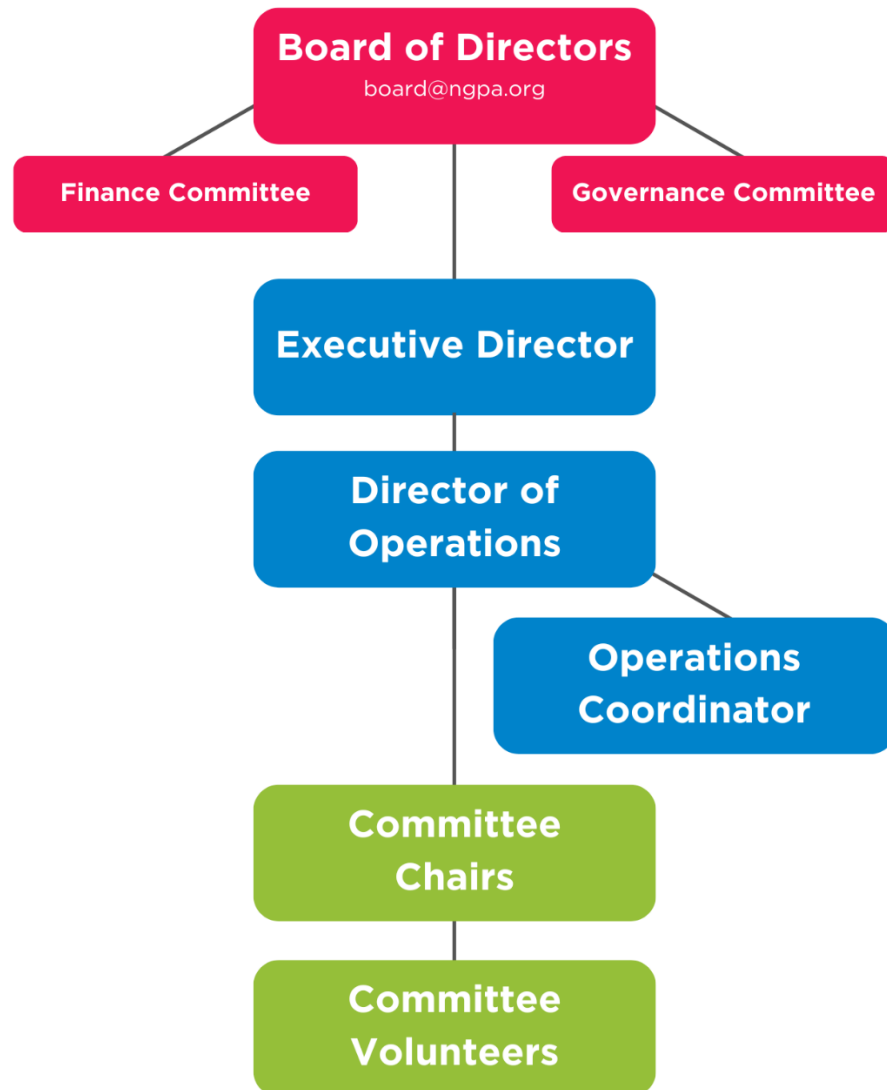 Board of Directors
board@ngpa.org
Finance Committee
Governance Committee
Executive Director
Director of
Operations
Operations
Coordinator
Committee
Chairs
Committee
Volunteers